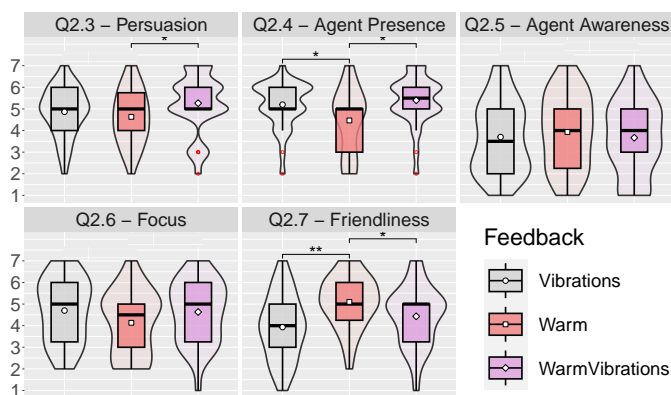 Q2.3 – Persuasion
Q2.4 – Agent Presence
Q2.5 – Agent Awareness
*
*
*
7
6
5
4
3
2
1
Q2.6 – Focus
Q2.7 – Friendliness
**
*
7
6
5
4
3
2
1
Feedback
Vibrations
Warm
WarmVibrations